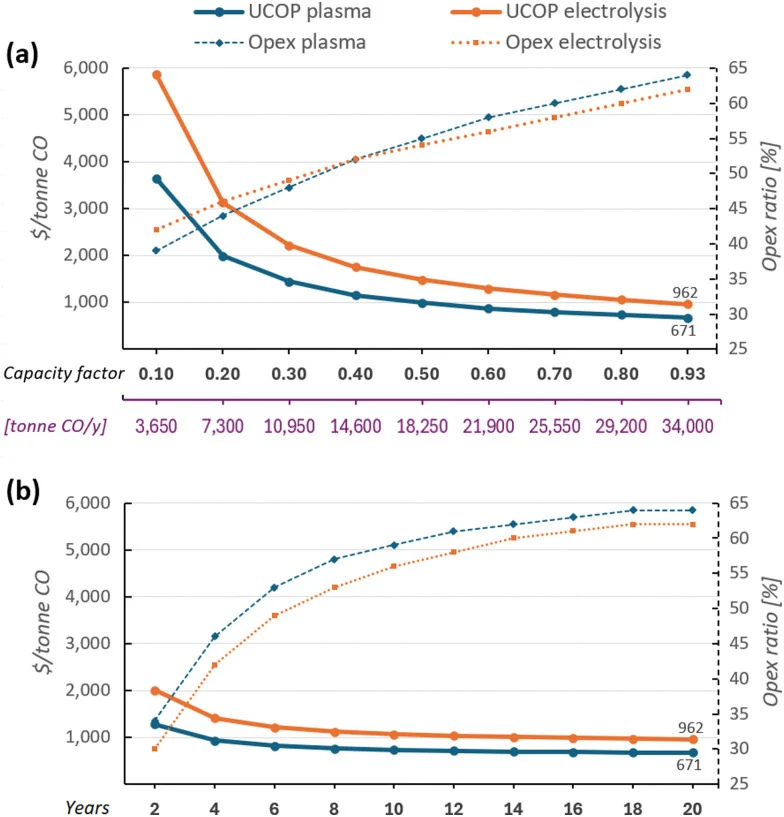 UCOP plasma UCOP electrolysis
Opex plasma Opex electrolysis
(a)
6,000 65
5,000 60
55
4,000 50
3,000 45
2,000 40
35
1,000 30
25
$/tonne CO
Opex ratio [%]
962
671
Capacity factor 0.10 0.20 0.30 0.40 0.50 0.60 0.70 0.80 0.93
[tonne CO/y] 3,650 7,300 10,950 14,600 18,250 21,900 25,550 29,200 34,000
(b)
6,000 65
5,000 60
55
4,000 50
3,000 45
2,000 40
35
1,000 30
25
$/tonne CO
Opex ratio [%]
962
671
Years 2 4 6 8 10 12 14 16 18 20